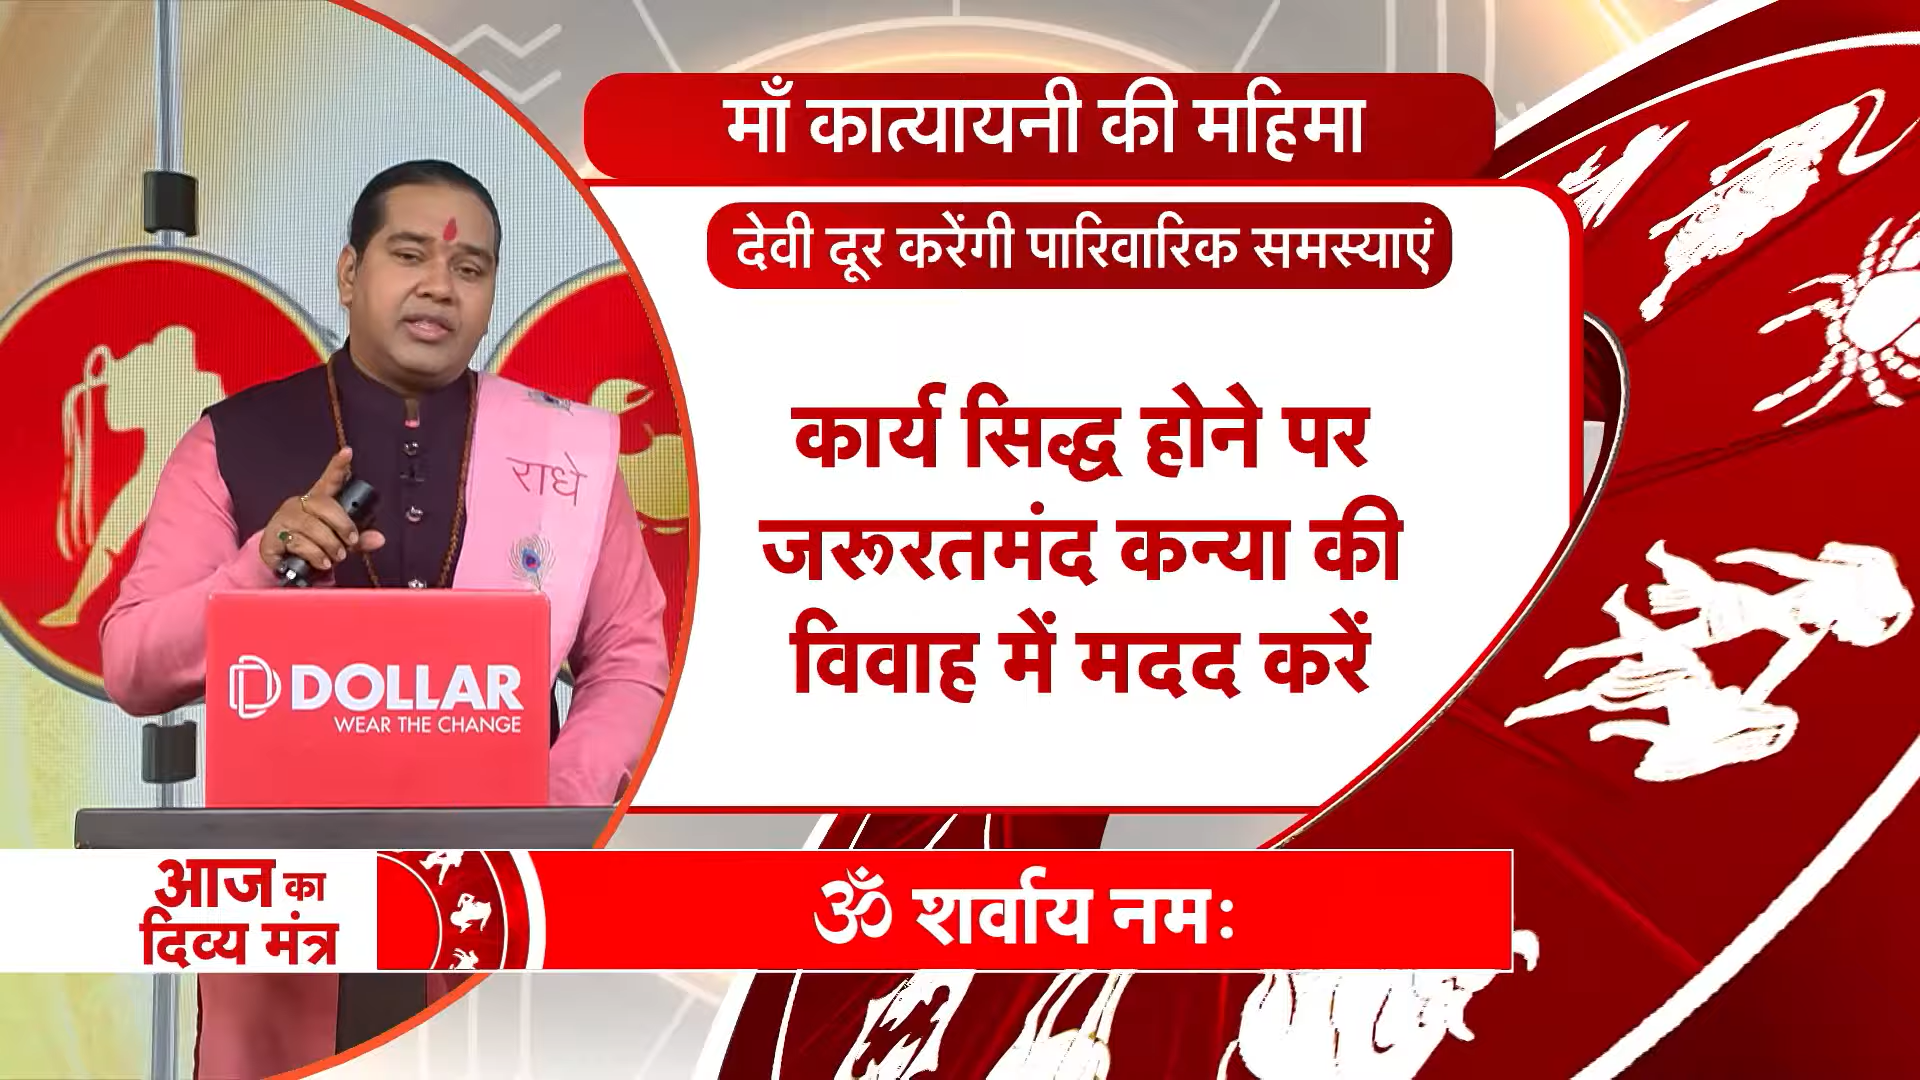 माँ कात्यायनी की महिमा
देवी दूर करेंगी पारिवारिक समस्याएं
कार्य सिद्ध होने पर
जरूरतमंद कन्या की
विवाह में मदद करें
राधे
DOLLAR
WEAR THE CHANGE
आज का
दिव्य मंत्र
ॐ शर्वाय नमः